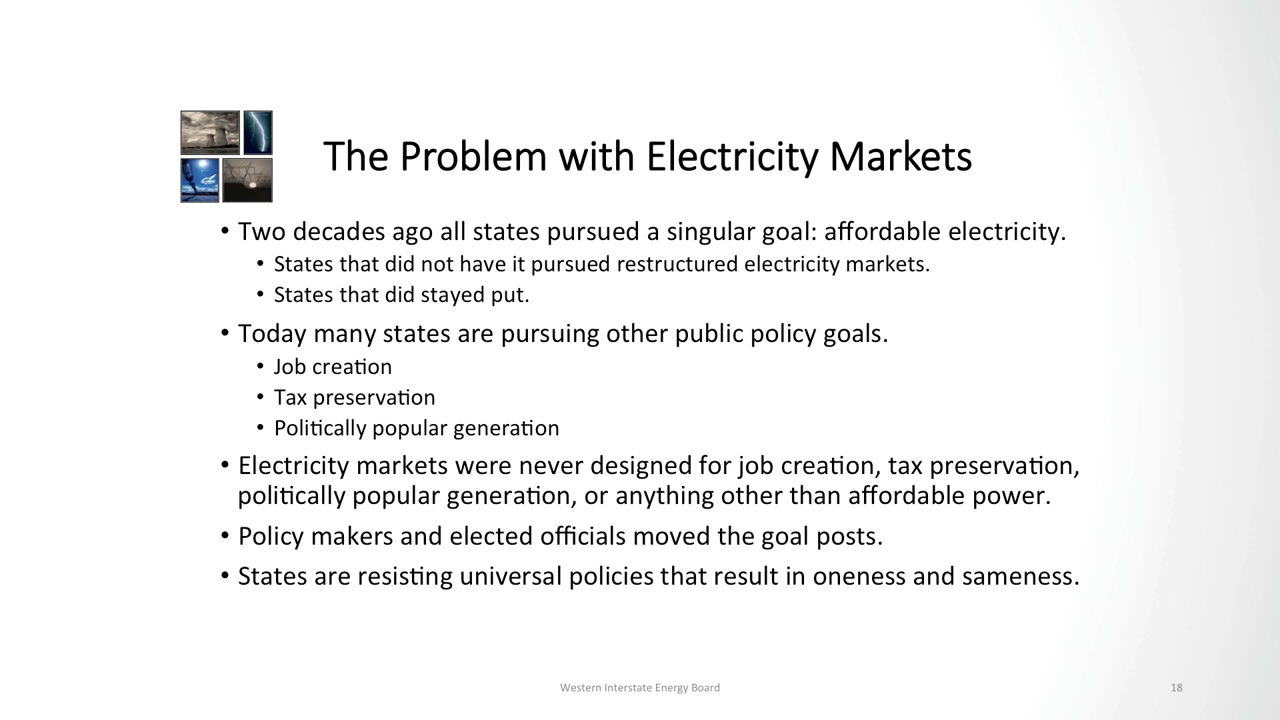 The Problem with Electricity Markets
• Two decades ago all states pursued a singular goal: affordable electricity.
• States that did not have it pursued restructured electricity markets.
• States that did stayed put.
• Today many states are pursuing other public policy goals.
• Job creation
• Tax preservation
• Politically popular generation
• Electricity markets were never designed for job creation, tax preservation,
politically popular generation, or anything other than affordable power.
• Policy makers and elected officials moved the goal posts.
• States are resisting universal policies that result in oneness and sameness.
Western Interstate Energy Board
18